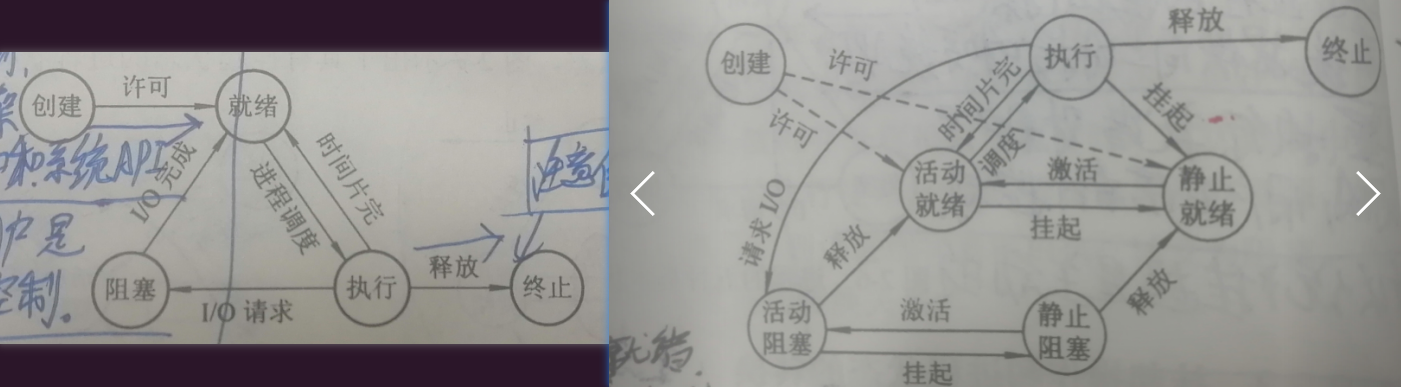 创建
许可
就绪
和系统API
I/O 完成
进程调度
时间片完
户是
阻塞
I/O 请求
执行
释放
终止
控制.
创建
许可
许可
执行
释放
终止
时间片完
调度
挂起
请求 I/O
活动
就绪
激活
挂起
静止
就绪
释放
释放
活动
阻塞
激活
挂起
静止
阻塞
就绪.